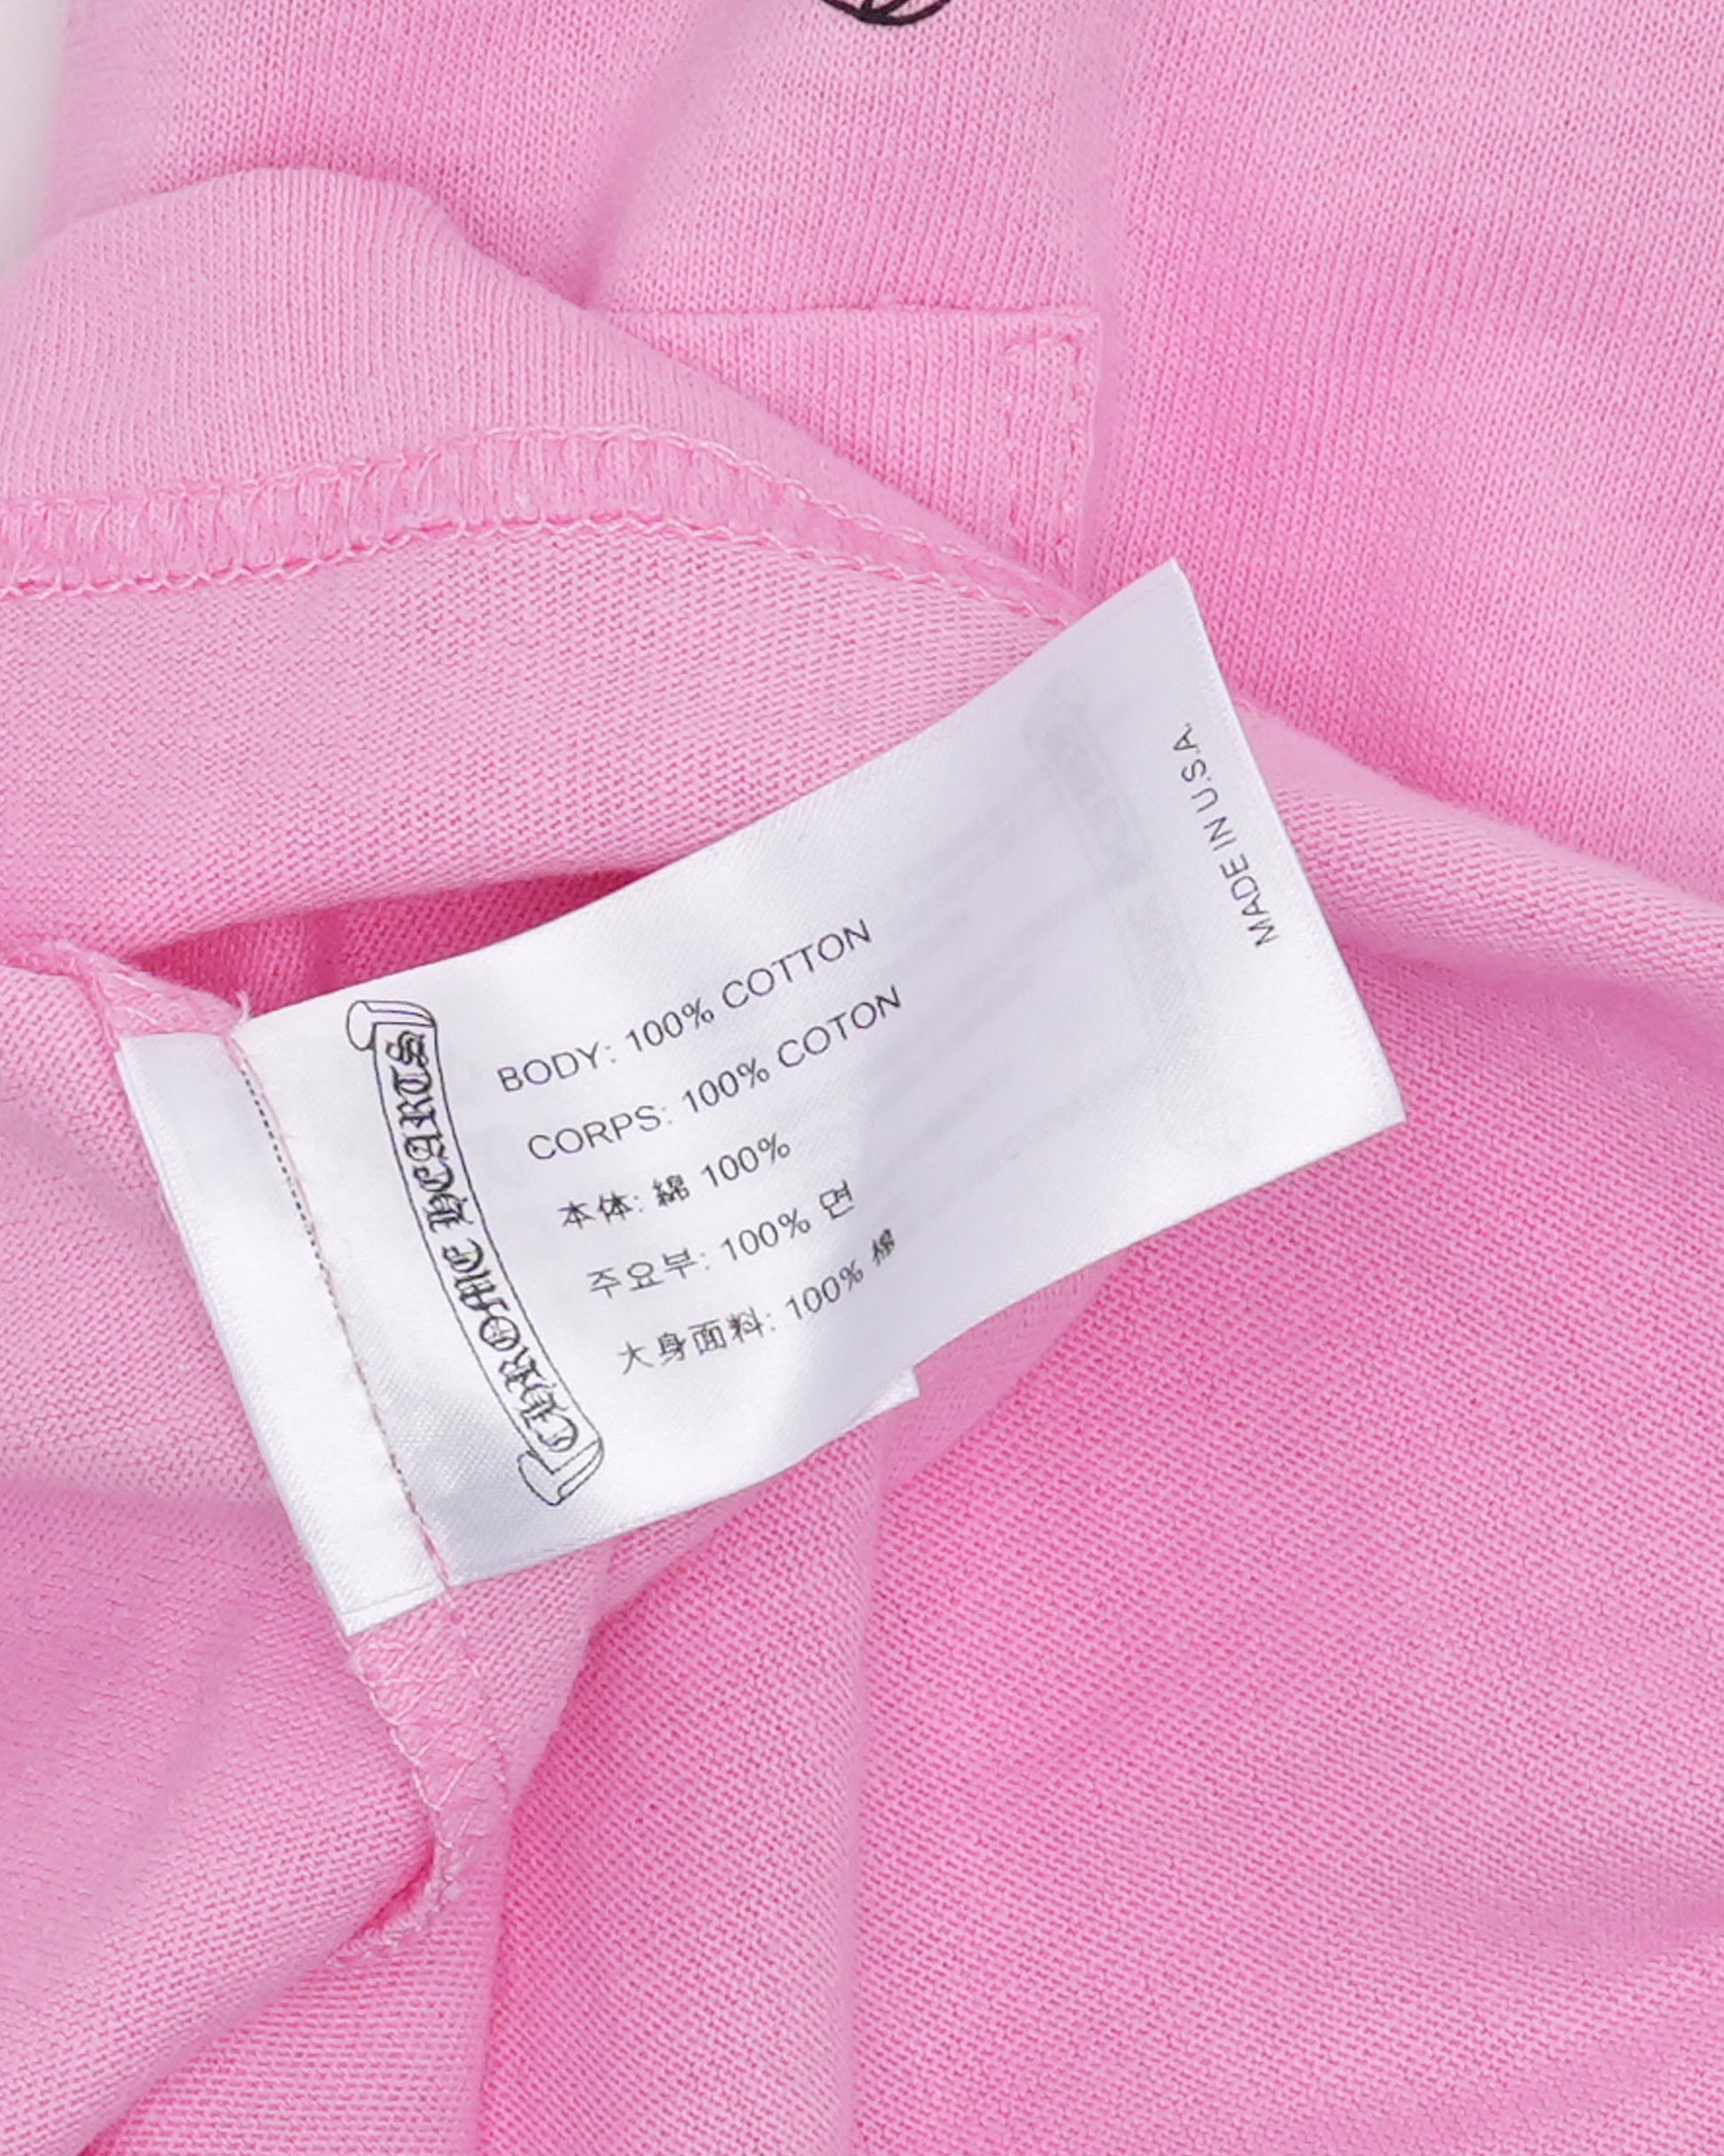 CHROME HEARTS
BODY: 100% COTTON
CORPS: 100% COTON
本体: 綿 100%
주요부: 100% 면
大身面料: 100% 棉
MADE IN U.S.A.